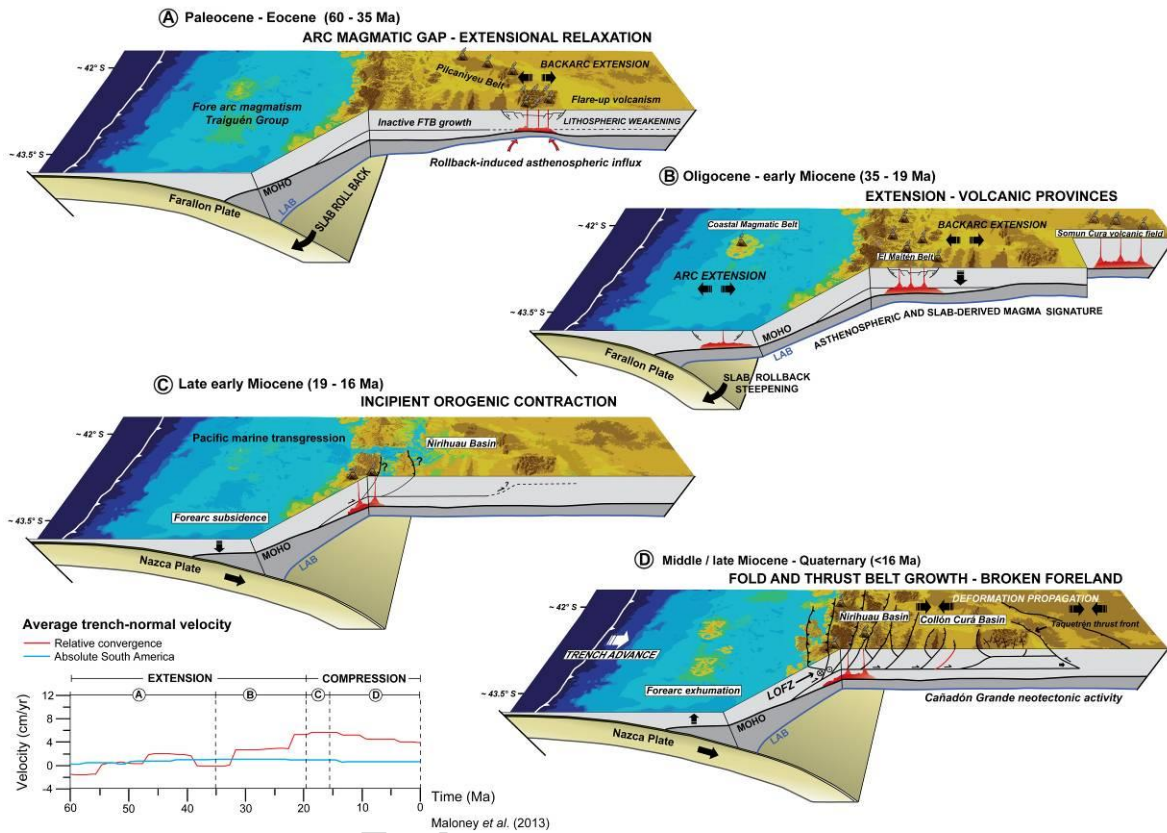 A Paleocene - Eocene (60 - 35 Ma)
ARC MAGMATIC GAP - EXTENSIONAL RELAXATION
~ 42° S
Pilcaniyeu Belt
BACKARC EXTENSION
Fore arc magmatism
Traiguén Group
Flare-up volcanism
Inactive FTB growth
LITHOSPHERIC WEAKENING
~ 43.5° S
Rollback-induced asthenospheric influx
MOHO
LAB
Farallon Plate
SLAB ROLL BACK
B Oligocene - early Miocene (35 - 19 Ma)
EXTENSION - VOLCANIC PROVINCES
~ 42° S
Coastal Magmatic Belt
BACKARC EXTENSION
Somun Cura volcanic field
El Maitén Belt
ARC EXTENSION
~ 43.5° S
MOHO
LAB
ASTHENOSPHERIC AND SLAB-DERIVED MAGMA SIGNATURE
Farallon Plate
SLAB ROLLBACK
STEEPENING
C Late early Miocene (19 - 16 Ma)
INCIPIENT OROGENIC CONTRACTION
~ 42° S
Pacific marine transgression
Ñirihuau Basin
?
?
?
Forearc subsidence
~ 43.5° S
MOHO
LAB
Nazca Plate
D Middle / late Miocene - Quaternary (<16 Ma)
FOLD AND THRUST BELT GROWTH - BROKEN FORELAND
~ 42° S
DEFORMATION PROPAGATION
Ñirihuau Basin
Collón Curá Basin
Taquetrén thrust front
TRENCH ADVANCE
LOFZ
Forearc exhumation
~ 43.5° S
MOHO
LAB
Cañadón Grande neotectonic activity
Nazca Plate
Average trench-normal velocity
Relative convergence
Absolute South America
EXTENSION COMPRESSION
A B C D
Velocity (cm/yr)
12
8
4
0
-4
60 50 40 30 20 10 0
Time (Ma)
Maloney et al. (2013)